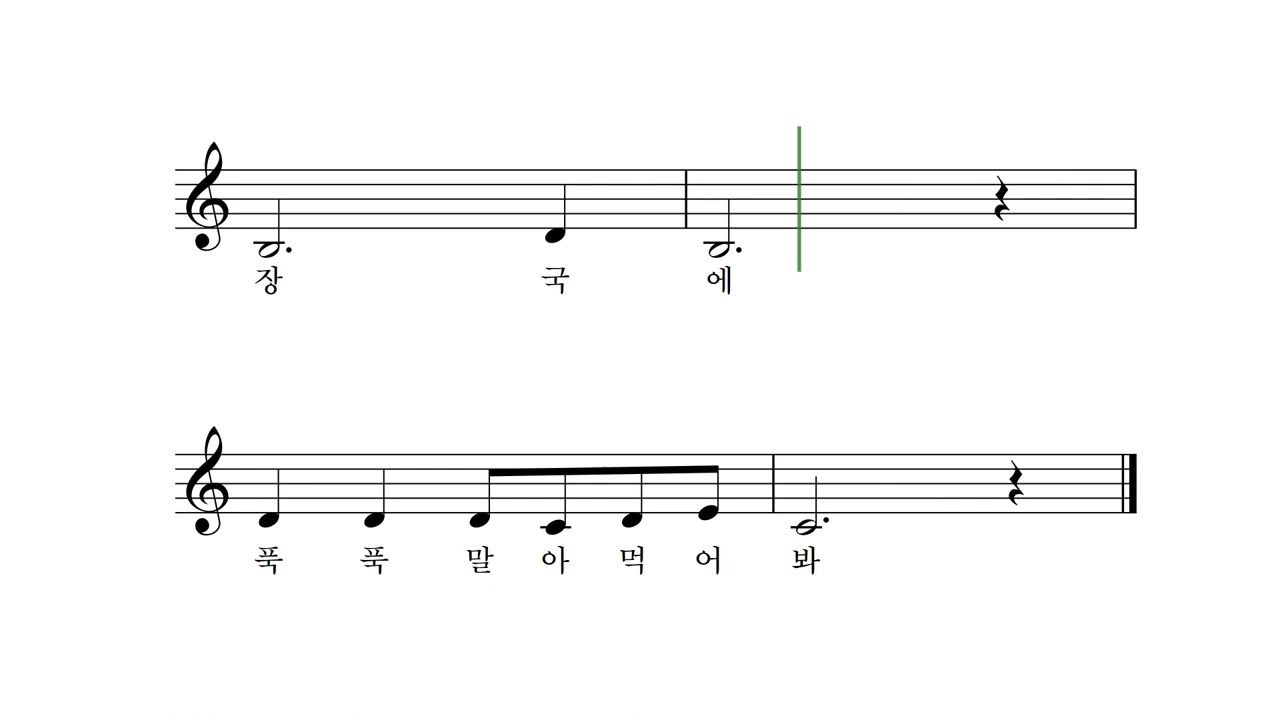 장 국 에
푹 푹 말 아 먹 어 봐